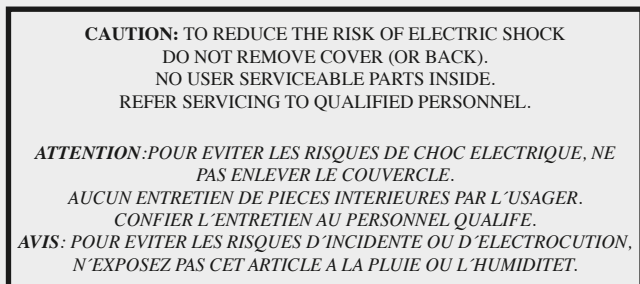 CAUTION: TO REDUCE THE RISK OF ELECTRIC SHOCK
DO NOT REMOVE COVER (OR BACK).
NO USER SERVICEABLE PARTS INSIDE.
REFER SERVICING TO QUALIFIED PERSONNEL.
ATTENTION:POUR EVITER LES RISQUES DE CHOC ELECTRIQUE, NE
PAS ENLEVER LE COUVERCLE.
AUCUN ENTRETIEN DE PIECES INTERIEURES PAR L´USAGER.
CONFIER L´ENTRETIEN AU PERSONNEL QUALIFE.
AVIS: POUR EVITER LES RISQUES D´INCIDENTE OU D´ELECTROCUTION,
N´EXPOSEZ PAS CET ARTICLE A LA PLUIE OU L´HUMIDITET.